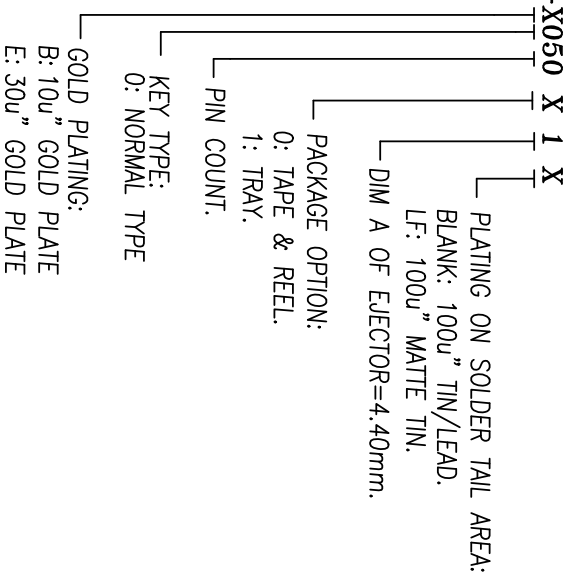 -X050 X 1 X
PLATING ON SOLDER TAIL AREA:
BLANK: 100u" TIN/LEAD.
LF: 100u" MATTE TIN.
DIM A OF EJECTOR=4.40mm.
PACKAGE OPTION:
0: TAPE & REEL.
1: TRAY.
PIN COUNT.
KEY TYPE:
0: NORMAL TYPE
GOLD PLATING:
B: 10u" GOLD PLATE
E: 30u" GOLD PLATE